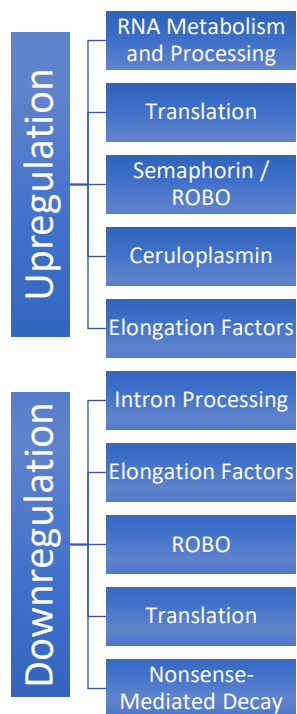 Upregulation
RNA Metabolism
and Processing
Translation
Semaphorin /
ROBO
Ceruloplasmin
Elongation Factors
Downregulation
Intron Processing
Elongation Factors
ROBO
Translation
Nonsense-
Mediated Decay